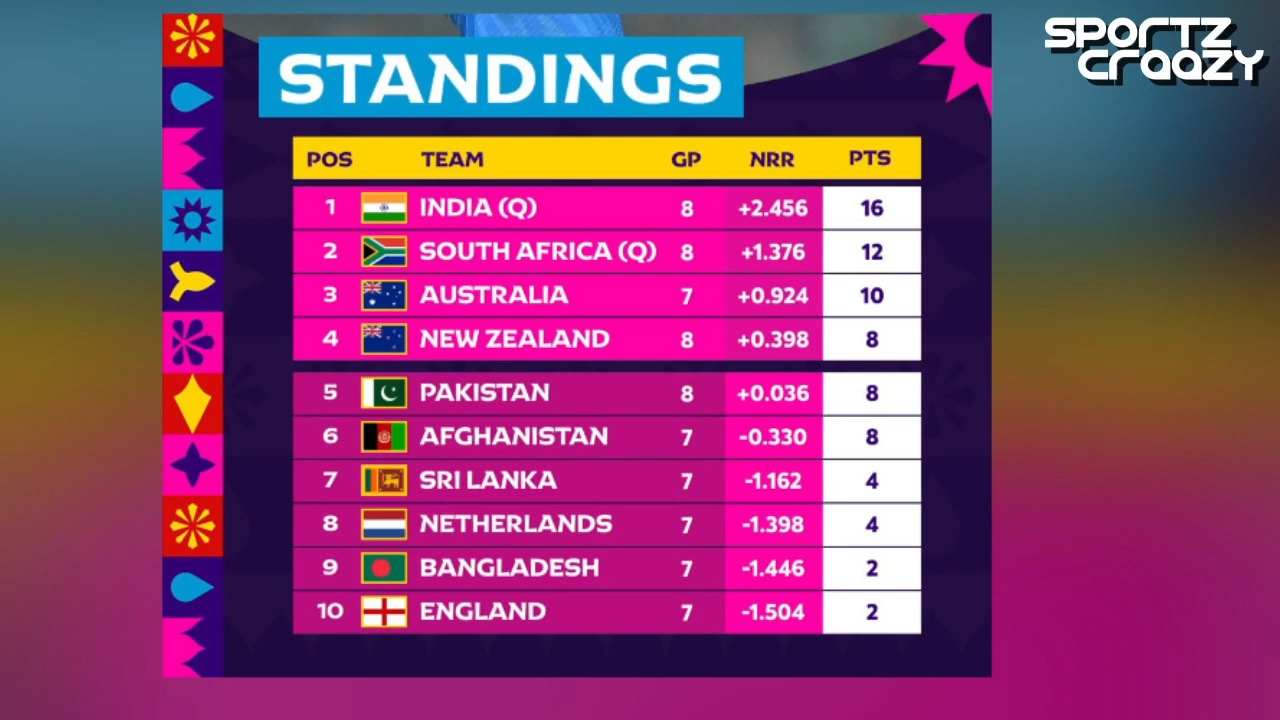 SPORTZ
CRAAZY
STANDINGS
POS TEAM GP NRR PTS
1 INDIA (Q) 8 +2.456 16
2 SOUTH AFRICA (Q) 8 +1.376 12
3 AUSTRALIA 7 +0.924 10
4 NEW ZEALAND 8 +0.398 8
5 PAKISTAN 8 +0.036 8
6 AFGHANISTAN 7 -0.330 8
7 SRI LANKA 7 -1.162 4
8 NETHERLANDS 7 -1.398 4
9 BANGLADESH 7 -1.446 2
10 ENGLAND 7 -1.504 2